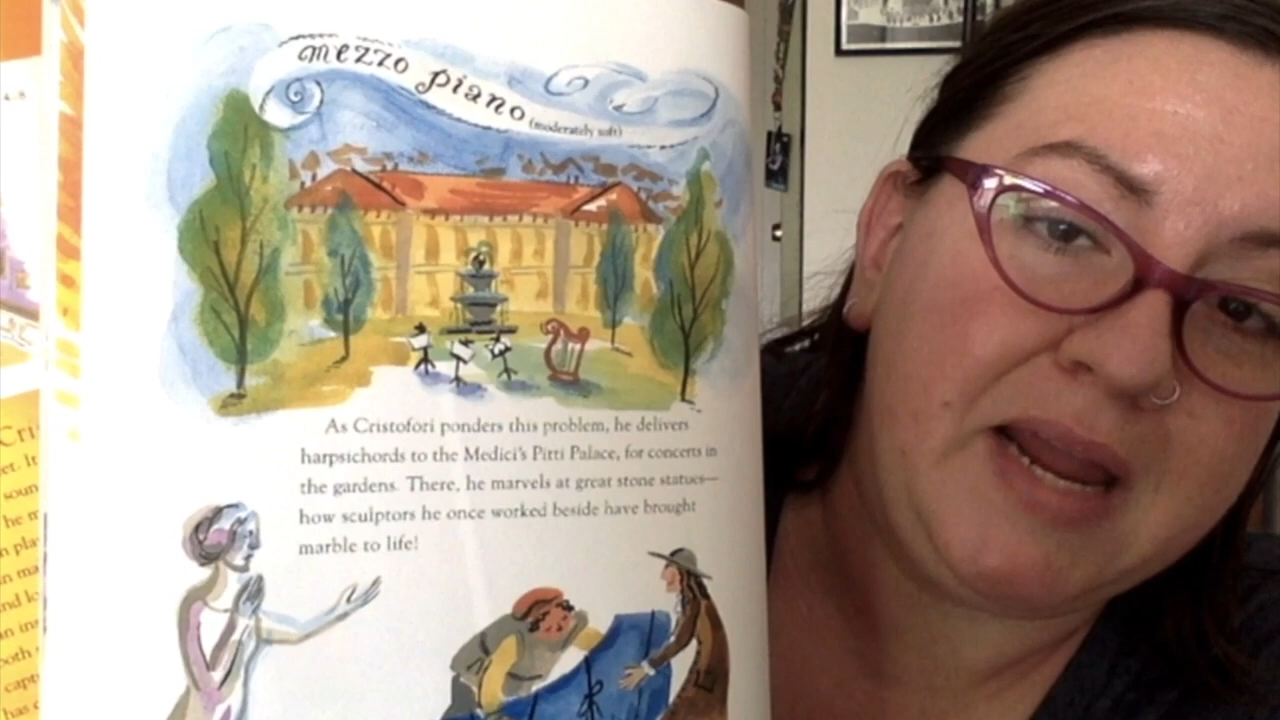 mezzo piano
(moderately soft)
As Cristofori ponders this problem, he delivers
harpsichords to the Medici's Pitti Palace, for concerts in
the gardens. There, he marvels at great stone statues—
how sculptors he once worked beside have brought
marble to life!